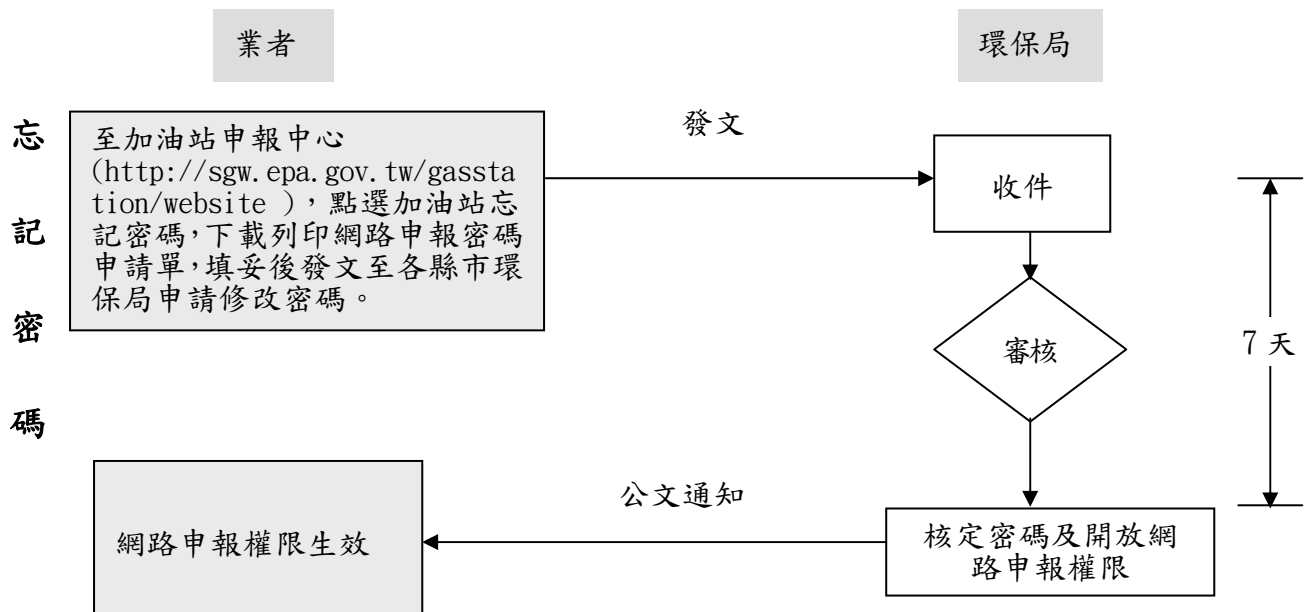 業者
環保局
忘記密碼
至加油站申報中心
(http://sgw.epa.gov.tw/gassta
tion/website ),點選加油站忘
記密碼,下載列印網路申報密碼
申請單,填妥後發文至各縣市環
保局申請修改密碼。
發文
收件
審核
7 天
公文通知
網路申報權限生效
核定密碼及開放網
路申報權限